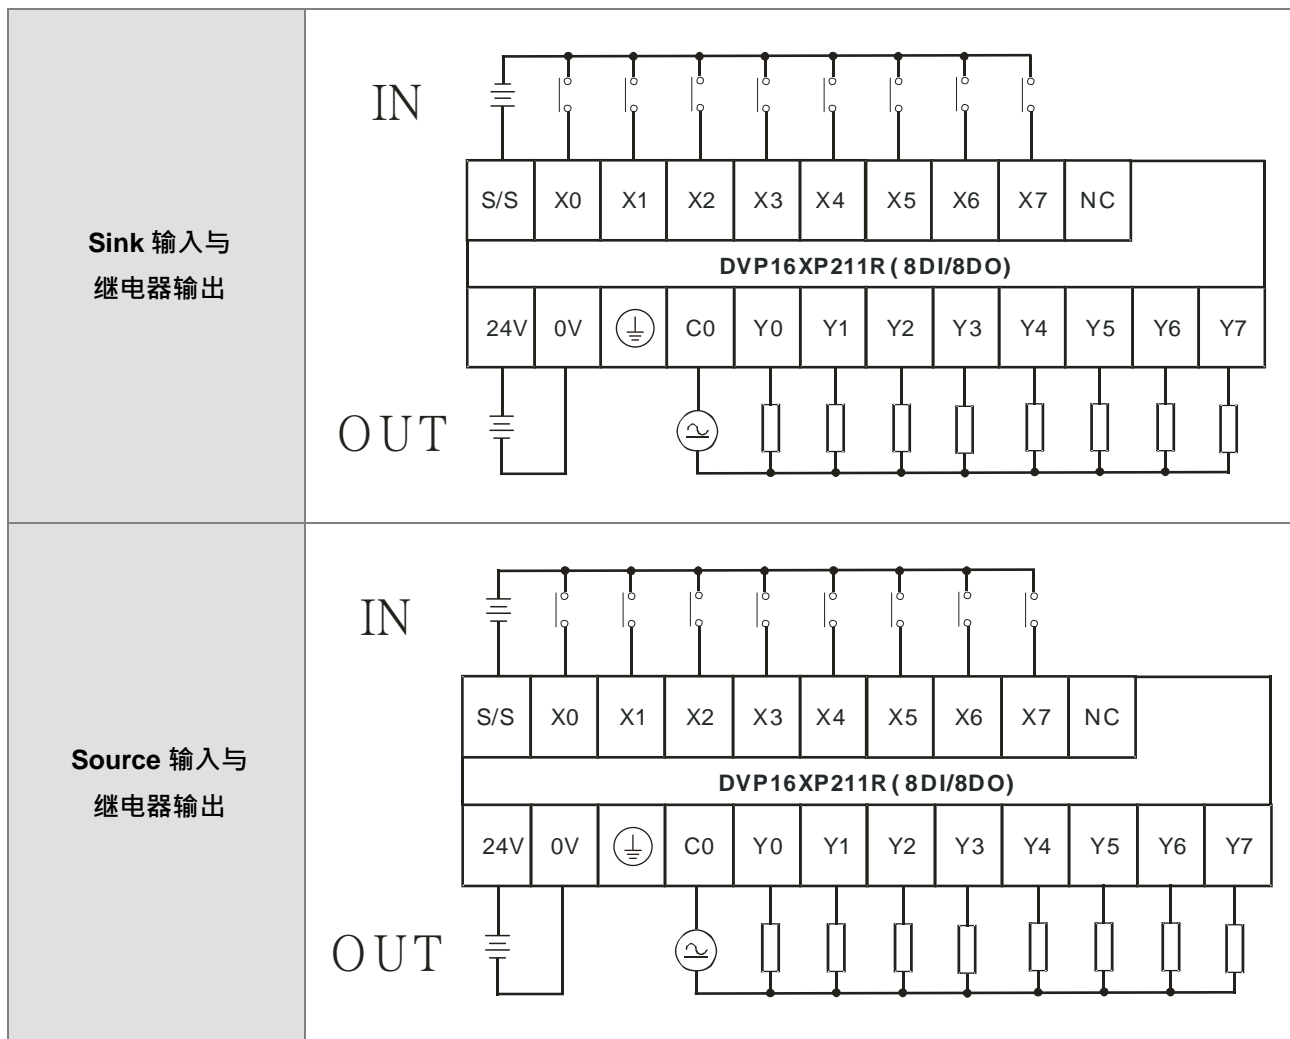 Sink 输入与
继电器输出
IN
S/S X0 X1 X2 X3 X4 X5 X6 X7 NC
DVP16XP211R ( 8DI/8DO)
24V 0V C0 Y0 Y1 Y2 Y3 Y4 Y5 Y6 Y7
OUT
Source 输入与
继电器输出
IN
S/S X0 X1 X2 X3 X4 X5 X6 X7 NC
DVP16XP211R ( 8DI/8DO)
24V 0V C0 Y0 Y1 Y2 Y3 Y4 Y5 Y6 Y7
OUT